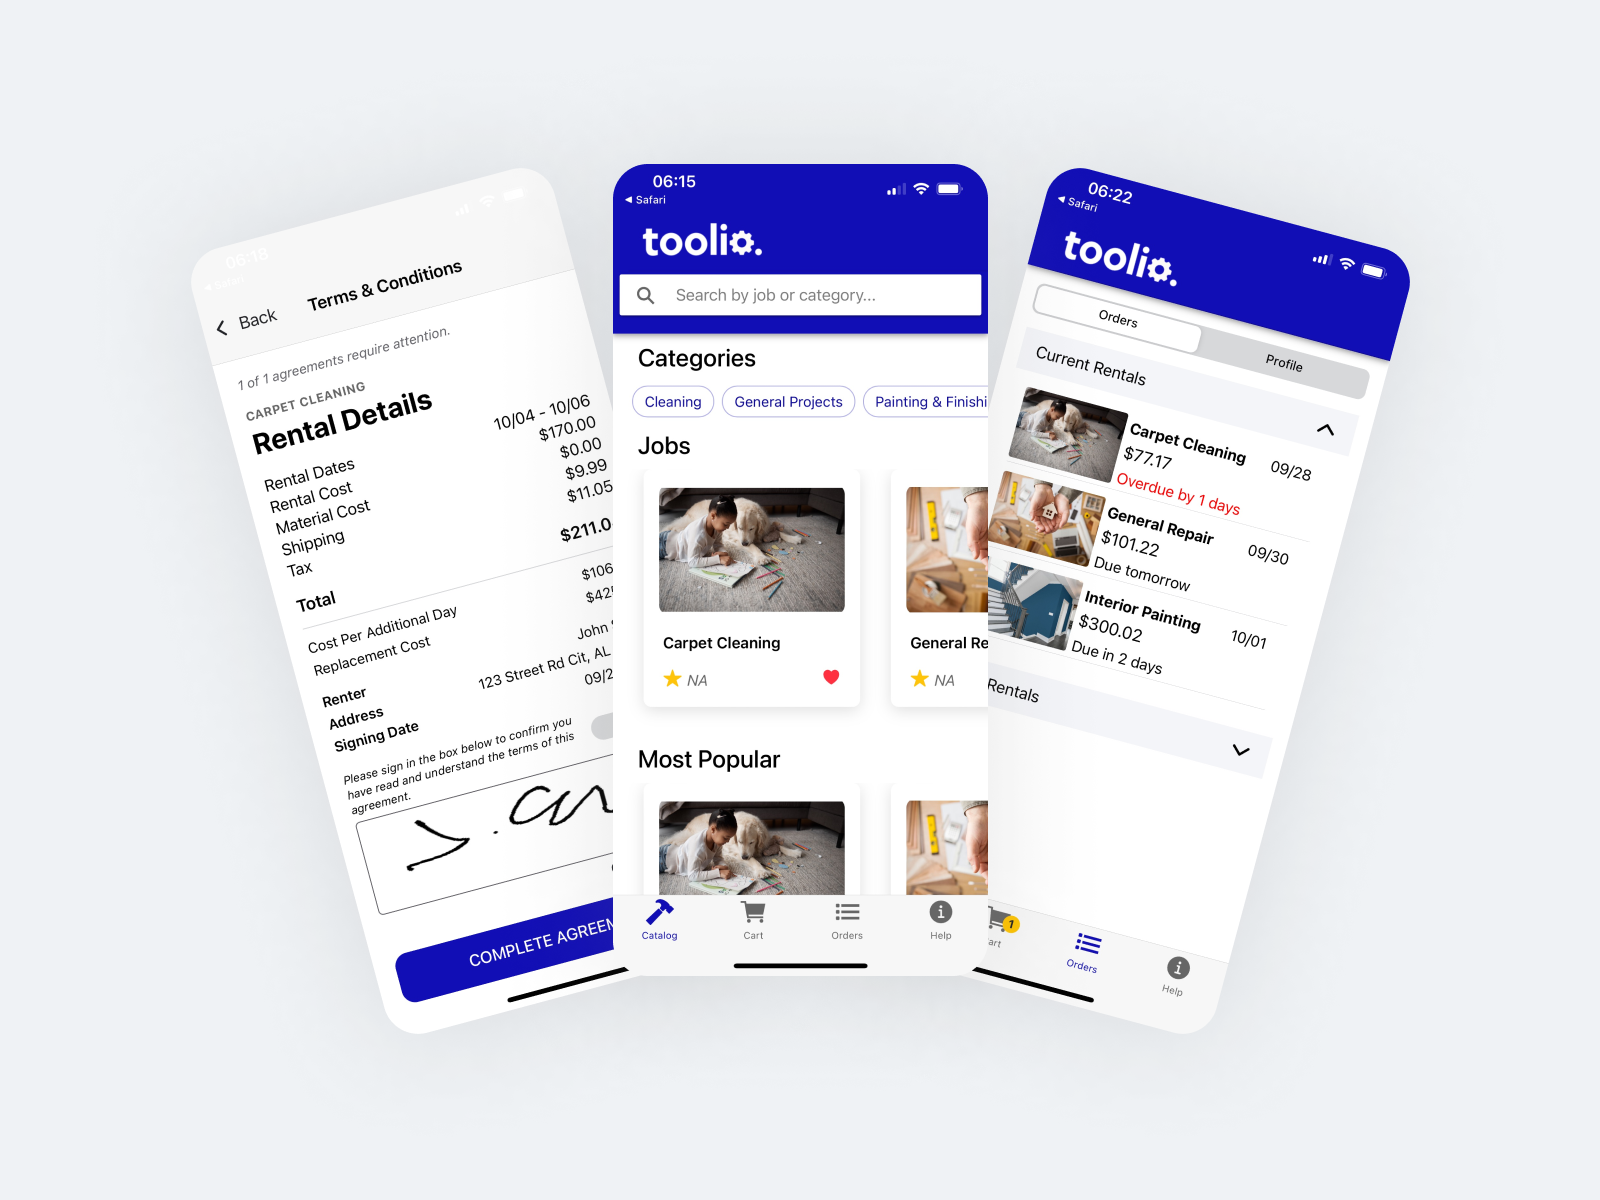 06:18
Safari
Back
Terms & Conditions
1 of 1 agreements require attention.
CARPET CLEANING
Rental Details
Rental Dates 10/04 - 10/06
Rental Cost $170.00
Material Cost $0.00
Shipping $9.99
Tax $11.05
Total $211.0
Cost Per Additional Day $106
Replacement Cost $42
Renter John
Address 123 Street Rd Cit, AL
Signing Date 09/2
Please sign in the box below to confirm you
have read and understand the terms of this
agreement.
COMPLETE AGREEM
06:15
Safari
toolio.
Search by job or category...
Categories
Cleaning
General Projects
Painting & Finishi
Jobs
Carpet Cleaning
NA
General Re
NA
Most Popular
Catalog
Cart
Orders
Help
06:22
Safari
toolio.
Orders
Profile
Current Rentals
Carpet Cleaning
$77.17
09/28
Overdue by 1 days
General Repair
$101.22
09/30
Due tomorrow
Interior Painting
$300.02
10/01
Due in 2 days
Rentals
1
art
Orders
Help